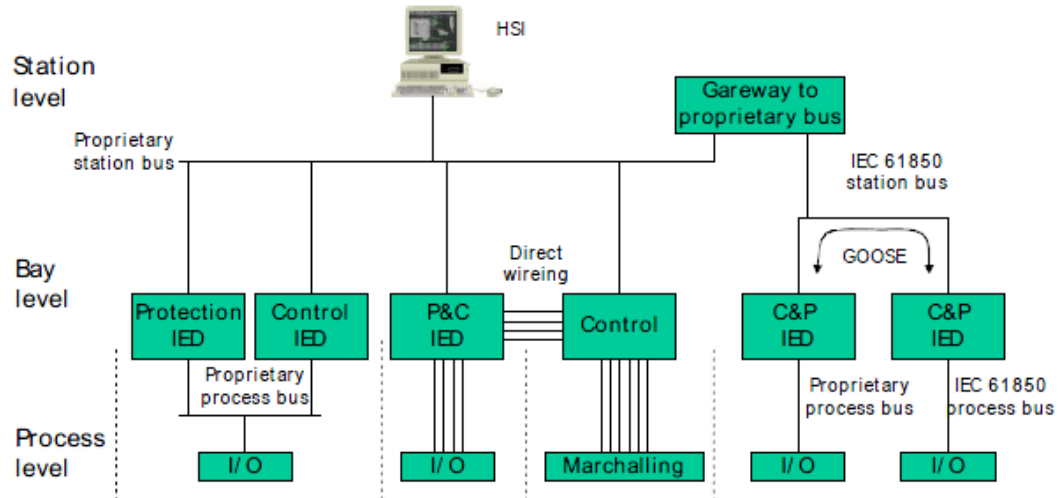 HSI
Station
level
Gareway to
proprietary bus
Proprietary
station bus
IEC 61850
station bus
Direct
wireing
GOOSE
Bay
level
Protection
IED
Control
IED
P&C
IED
Control
C&P
IED
C&P
IED
Proprietary
process bus
Proprietary
process bus
IEC 61850
process bus
Process
level
I/O
I/O
Marchalling
I/O
I/O